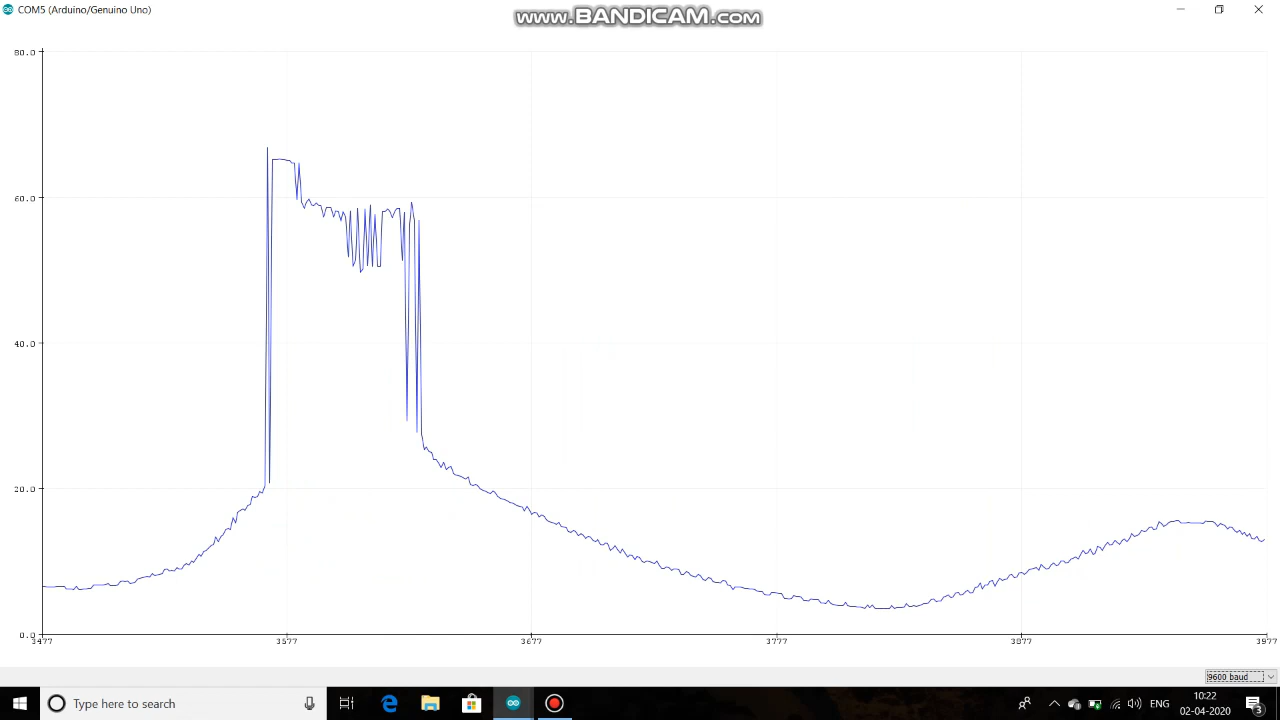 COM5 (Arduino/Genuino Uno)
www.BANDICAM.com
80.0
60.0
40.0
20.0
0.0
3477 3577 3677 3777 3877 3977
9600 baud
Type here to search
ENG
10:22
02-04-2020
3